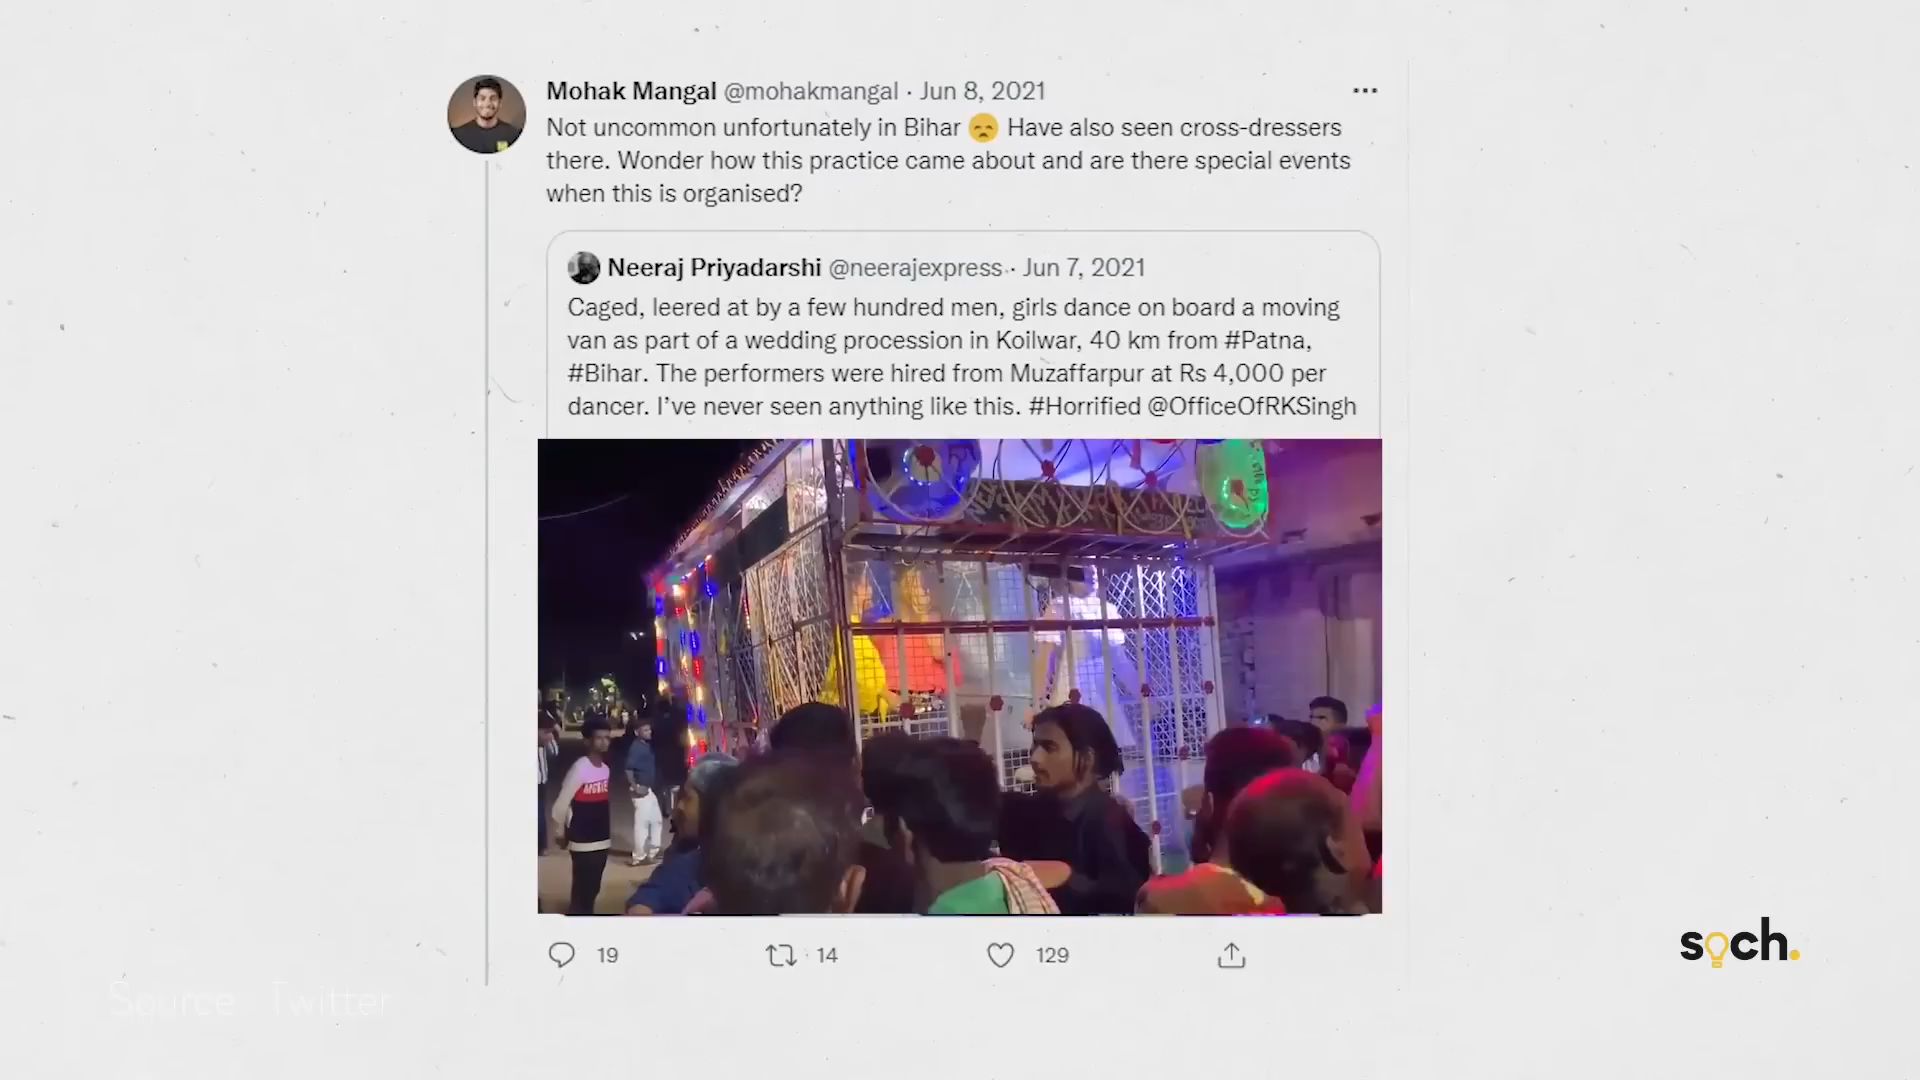 Mohak Mangal @mohakmangal · Jun 8, 2021
Not uncommon unfortunately in Bihar 😞 Have also seen cross-dressers
there. Wonder how this practice came about and are there special events
when this is organised?
Neeraj Priyadarshi @neerajexpress · Jun 7, 2021
Caged, leered at by a few hundred men, girls dance on board a moving
van as part of a wedding procession in Koilwar, 40 km from #Patna,
#Bihar. The performers were hired from Muzaffarpur at Rs 4,000 per
dancer. I’ve never seen anything like this. #Horrified @OfficeOfRKSingh
19 14 129
soch.
Source Twitter